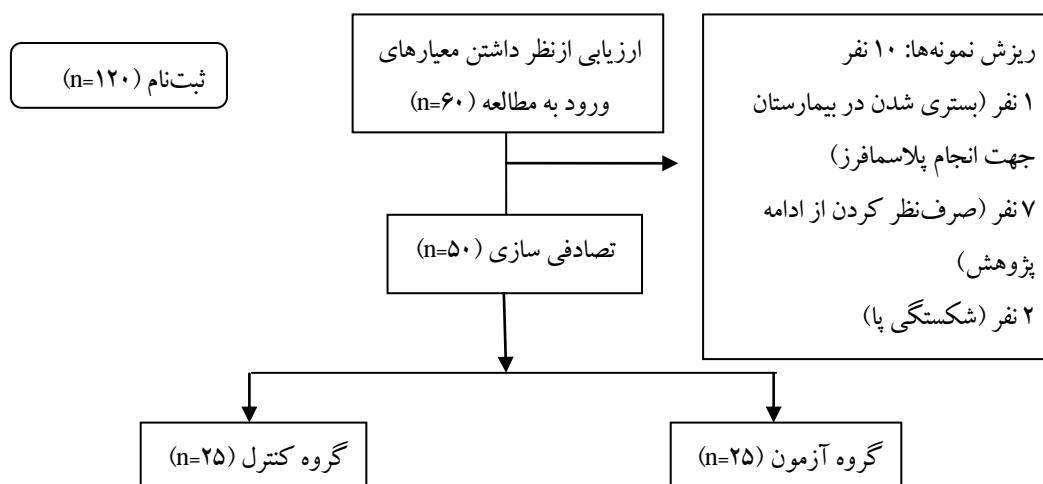 ثبت‌نام (n=۱۲۰)
ارزیابی ازنظر داشتن معیارهای
ورود به مطالعه (n=۶۰)
ریزش نمونه‌ها: ۱۰ نفر
۱ نفر (بستری شدن در بیمارستان
جهت انجام پلاسمافرز)
۷ نفر (صرف‌نظر کردن از ادامه
پژوهش)
۲ نفر (شکستگی پا)
تصادفی سازی (n=۵۰)
گروه آزمون (n=۲۵)
گروه کنترل (n=۲۵)